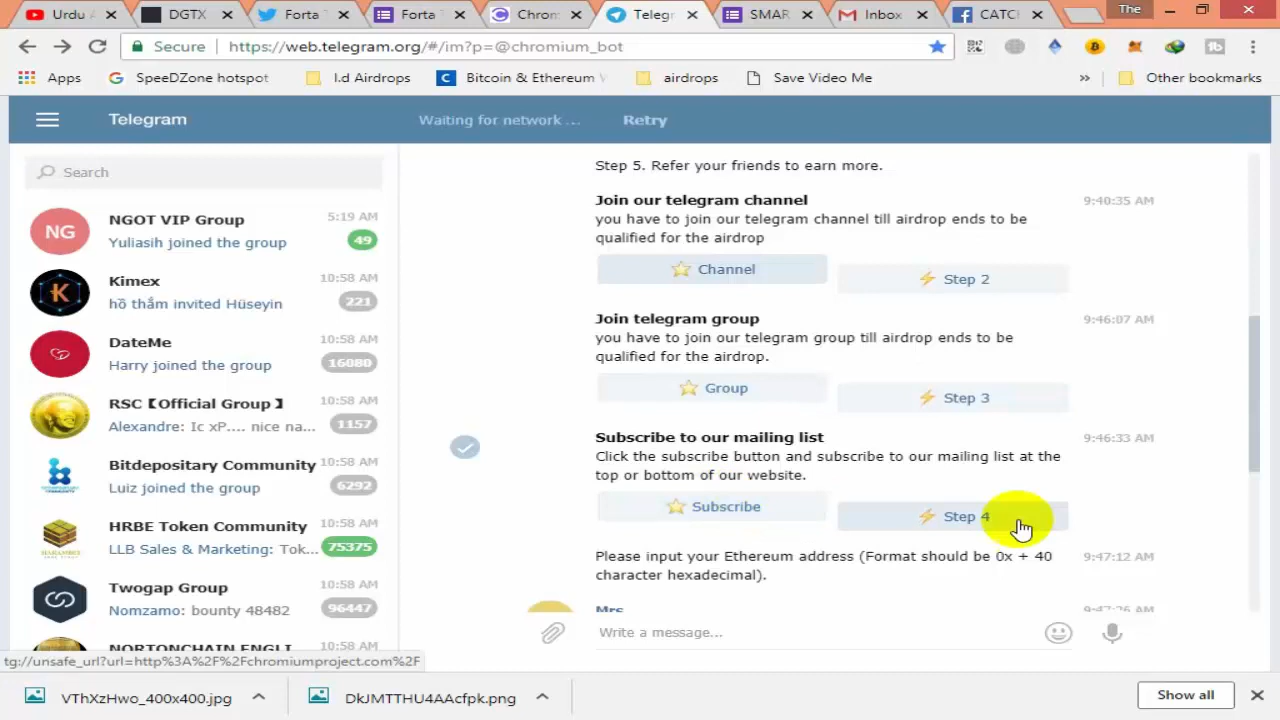 Urdu
DGTX
Forta T
Forta T
Chron
Telegr
SMAR
Inbox
CATCH
The
Secure
https://web.telegram.org/#/im?p=@chromium_bot
Apps
SpeeDZone hotspot
I.d Airdrops
Bitcoin & Ethereum
airdrops
Save Video Me
»
Other bookmarks
Telegram
Waiting for network ...
Retry
Search
NG
NGOT VIP Group
5:19 AM
Yuliasih joined the group
49
Kimex
10:58 AM
hồ thắm invited Hüseyin
221
DateMe
10:58 AM
Harry joined the group
16080
RSC【Official Group】
10:58 AM
Alexandre: Ic xP.... nice na...
1157
Bitdepositary Community
10:58 AM
Luiz joined the group
6292
HRBE Token Community
10:58 AM
LLB Sales & Marketing: Tok...
75375
Twogap Group
10:58 AM
Nomzamo: bounty 48482
96447
NORTONCHAIN ENGLI
10:58 AM
Step 5. Refer your friends to earn more.
Join our telegram channel
9:40:35 AM
you have to join our telegram channel till airdrop ends to be
qualified for the airdrop
Channel
Step 2
Join telegram group
9:46:07 AM
you have to join our telegram group till airdrop ends to be
qualified for the airdrop.
Group
Step 3
Subscribe to our mailing list
9:46:33 AM
Click the subscribe button and subscribe to our mailing list at the
top or bottom of our website.
Subscribe
Step 4
Please input your Ethereum address (Format should be 0x + 40
9:47:12 AM
character hexadecimal).
Mrs
9:47:26 AM
Write a message...
tg://unsafe_url?url=http%3A%2F%2Fchromiumproject.com%2F
VThXzHwo_400x400.jpg
DkJMTTHU4AAcfpk.png
Show all